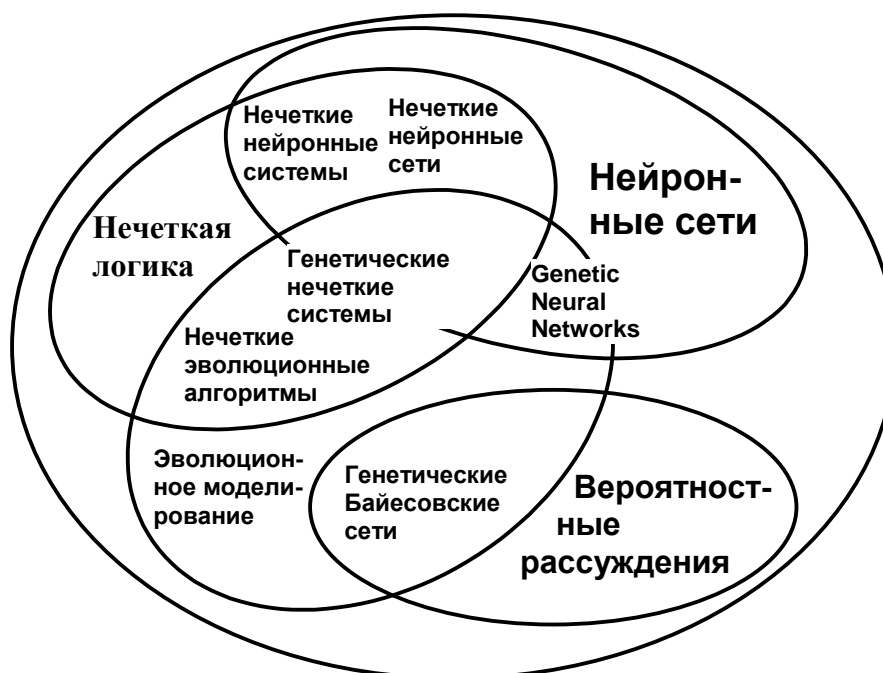 Нечеткие
нейронные
системы
Нечеткие
нейронные
сети
Нейрон-
ные сети
Нечеткая
логика
Генетические
нечеткие
системы
Genetic
Neural
Networks
Нечеткие
эволюционные
алгоритмы
Эволюцион-
ное модели-
рование
Генетические
Байесовские
сети
Вероятност-
ные
рассуждения